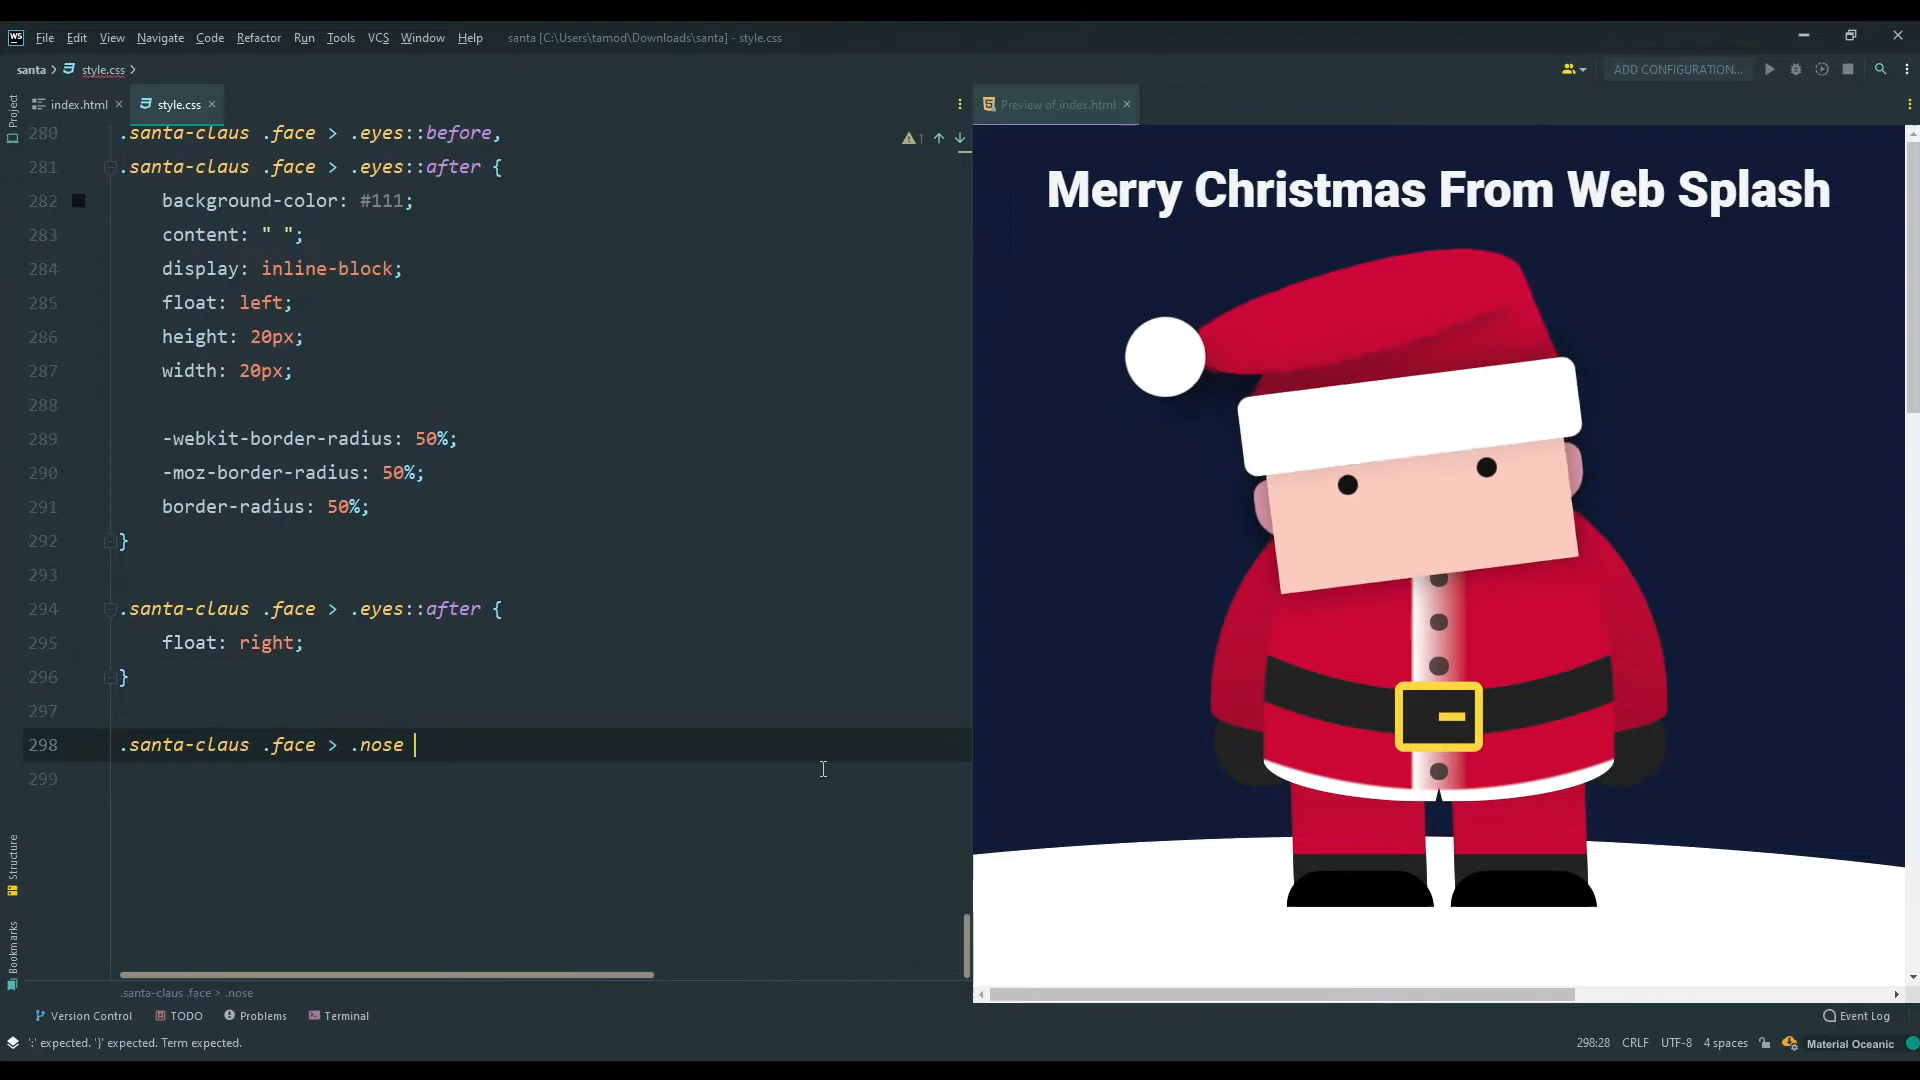 WS File Edit View Navigate Code Refactor Run Tools VCS Window Help santa [C:\Users\tamod\Downloads\santa] - style.css
santa style.css ADD CONFIGURATION...
Project
index.html style.css Preview of index.html
280 .santa-claus .face > .eyes::before, 1
281 .santa-claus .face > .eyes::after {
282 background-color: #111;
283 content: " ";
284 display: inline-block;
285 float: left;
286 height: 20px;
287 width: 20px;
288
289 -webkit-border-radius: 50%;
290 -moz-border-radius: 50%;
291 border-radius: 50%;
292 }
293
294 .santa-claus .face > .eyes::after {
295 float: right;
296 }
297
298 .santa-claus .face > .nose
299
Merry Christmas From Web Splash
Structure
Bookmarks
.santa-claus .face > .nose
Version Control TODO Problems Terminal Event Log
':' expected. '}' expected. Term expected. 298:28 CRLF UTF-8 4 spaces Material Oceanic